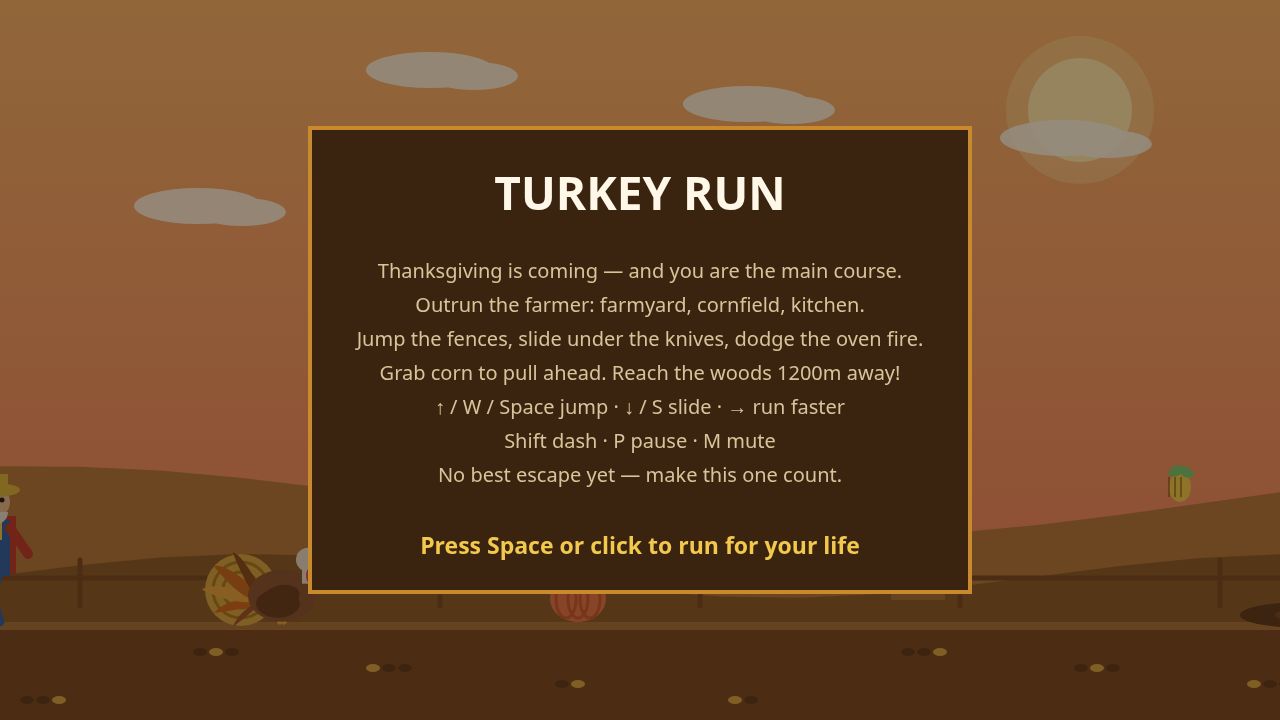 TURKEY RUN
Thanksgiving is coming — and you are the main course.
Outrun the farmer: farmyard, cornfield, kitchen.
Jump the fences, slide under the knives, dodge the oven fire.
Grab corn to pull ahead. Reach the woods 1200m away!
↑ / W / Space jump · ↓ / S slide · → run faster
Shift dash · P pause · M mute
No best escape yet — make this one count.
Press Space or click to run for your life